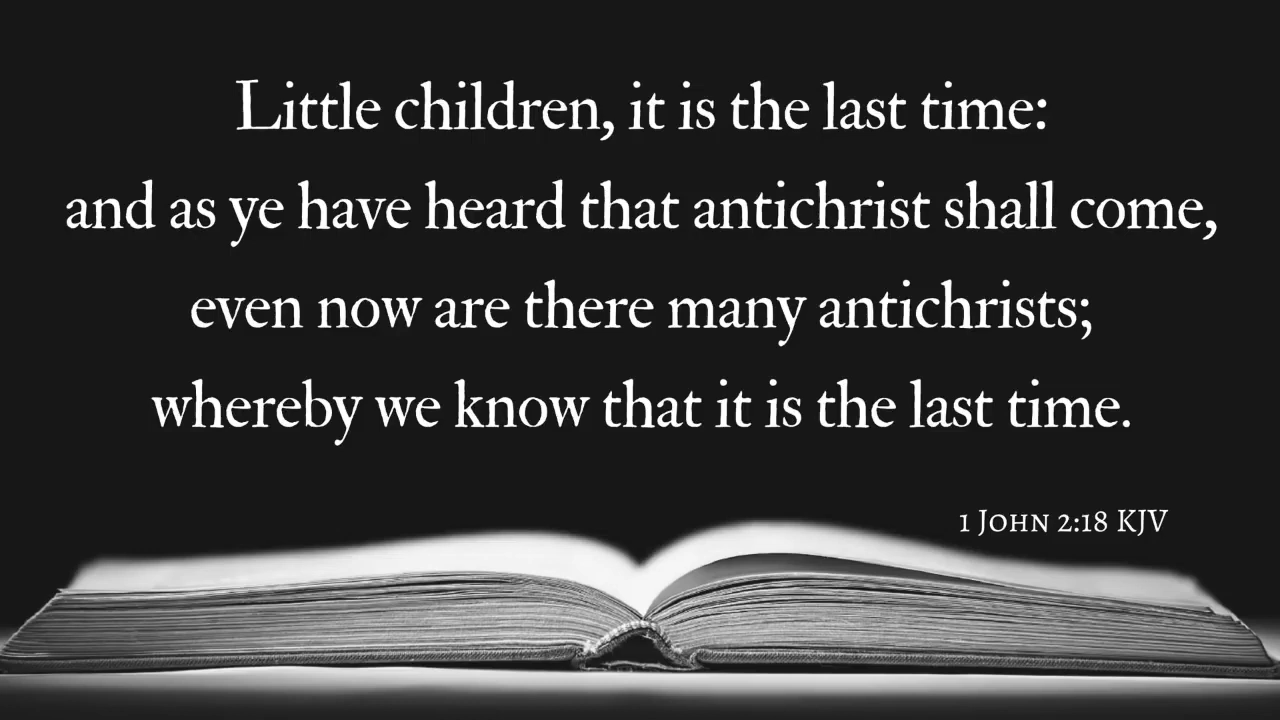 Little children, it is the last time:
and as ye have heard that antichrist shall come,
even now are there many antichrists;
whereby we know that it is the last time.
1 John 2:18 KJV